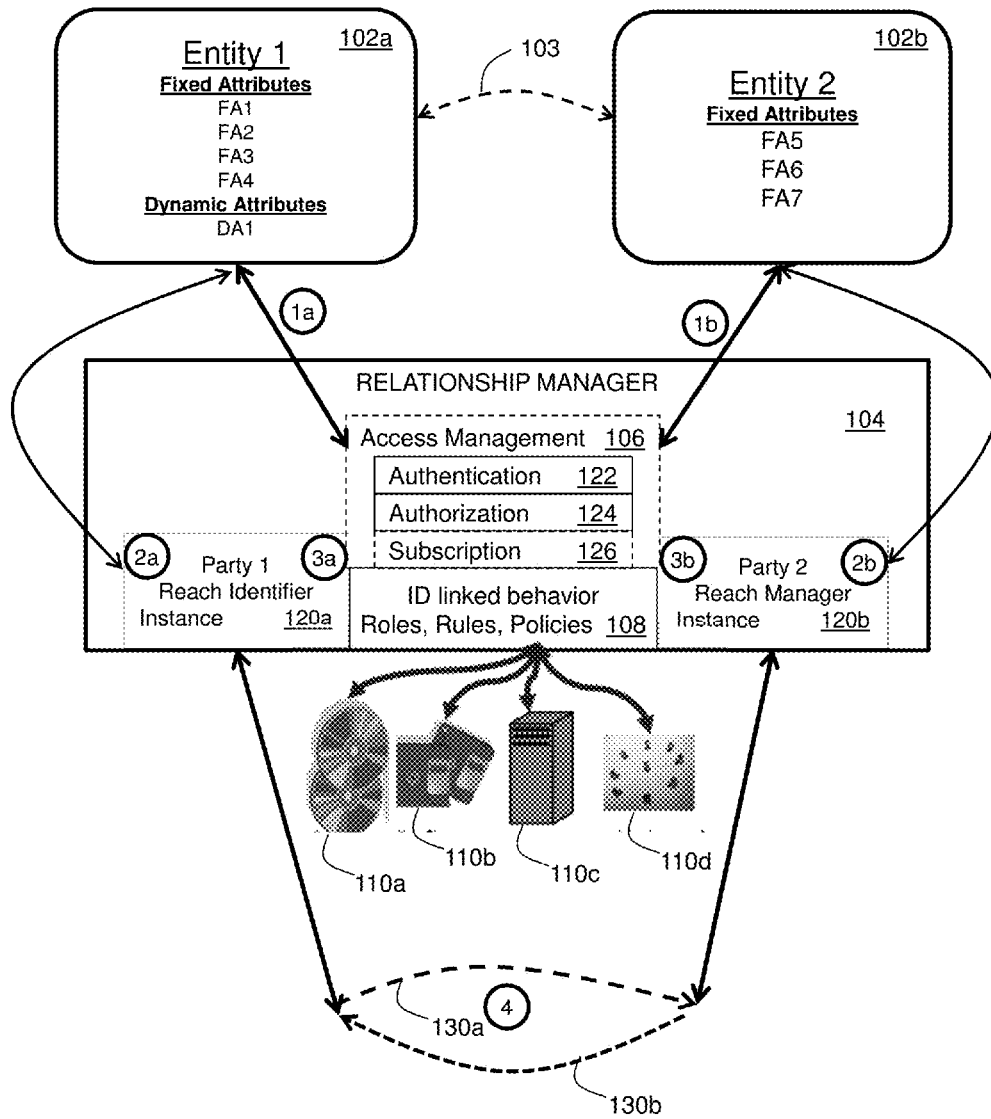 102a
Entity 1
Fixed Attributes
FA1
FA2
FA3
FA4
Dynamic Attributes
DA1
103
102b
Entity 2
Fixed Attributes
FA5
FA6
FA7
1a
1b
RELATIONSHIP MANAGER
104
Access Management 106
Authentication 122
Authorization 124
Subscription 126
ID linked behavior
Roles, Rules, Policies 108
2a
3a
Party 1
Reach Identifier
Instance 120a
3b
2b
Party 2
Reach Manager
Instance 120b
110a
110b
110c
110d
130a
4
130b